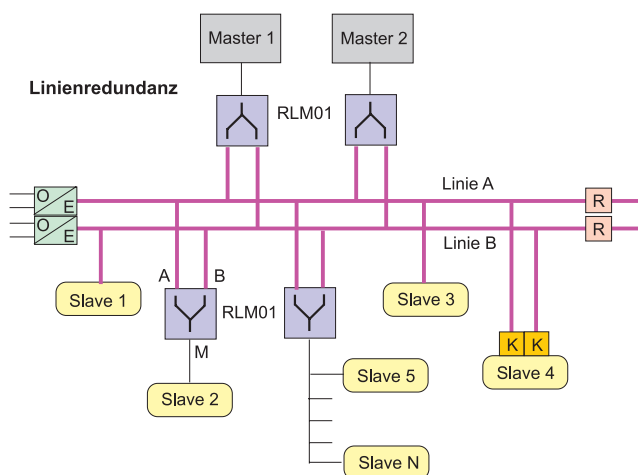 Master 1
Master 2
Linienredundanz
RLM01
Linie A
O
E
R
O
E
Linie B
R
A
B
Slave 1
RLM01
Slave 3
M
K
K
Slave 4
Slave 2
Slave 5
Slave N